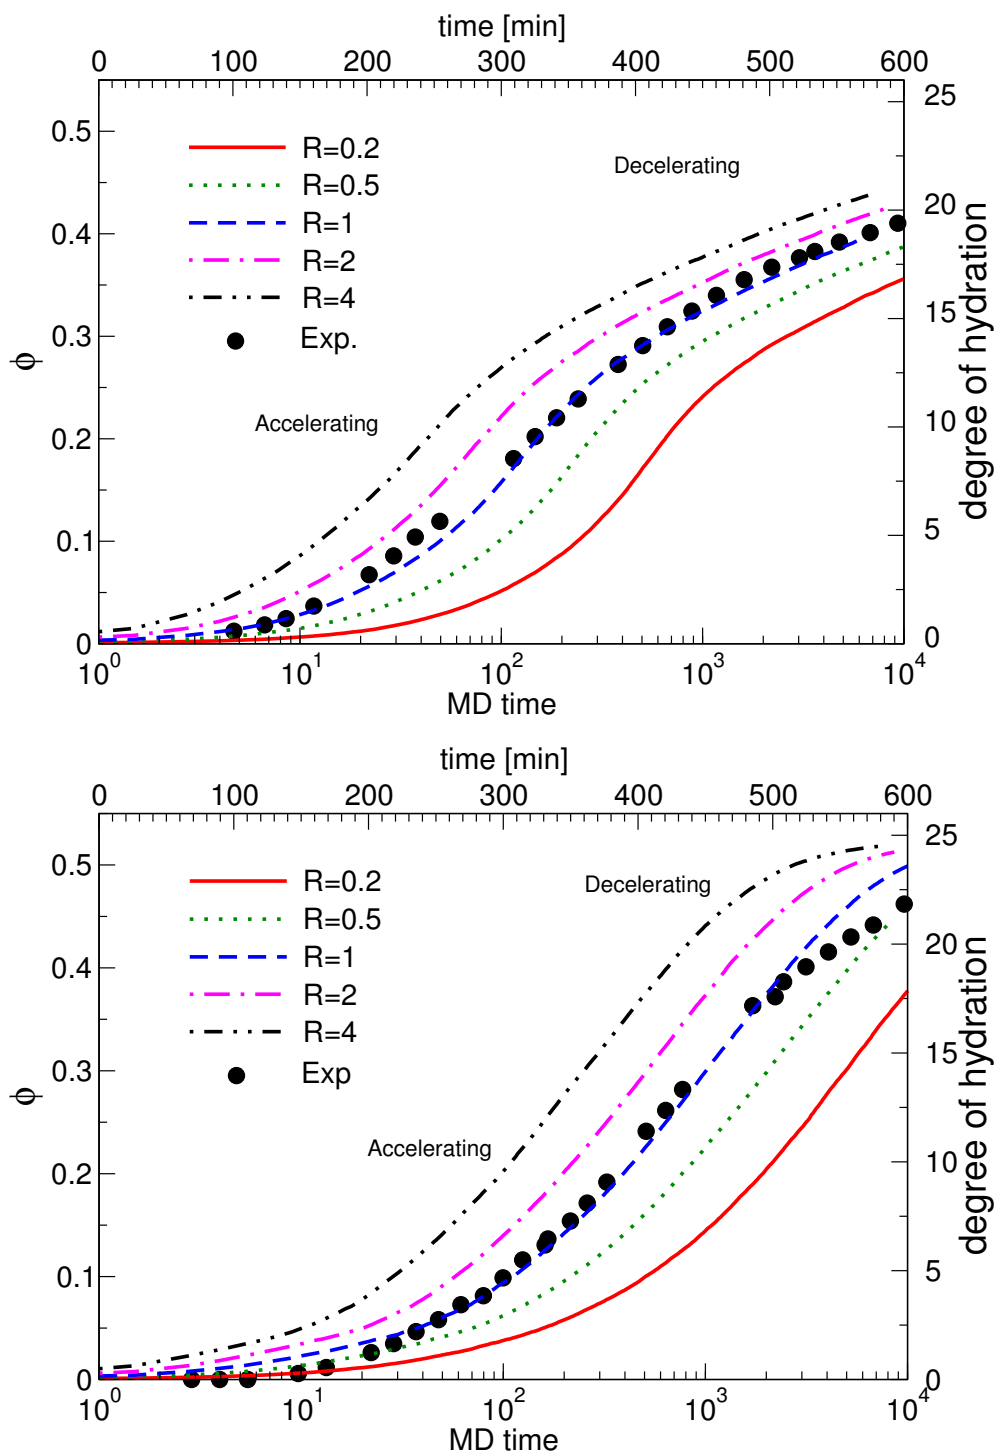 time [min]
0 100 200 300 400 500 600
0.5
0.4
0.3
0.2
0.1
0
ϕ
R=0.2
R=0.5
R=1
R=2
R=4
Exp.
Decelerating
Accelerating
25
20
15
10
5
0
degree of hydration
10^0 10^1 10^2 10^3 10^4
MD time
time [min]
0 100 200 300 400 500 600
0.5
0.4
0.3
0.2
0.1
0
ϕ
R=0.2
R=0.5
R=1
R=2
R=4
Exp
Decelerating
Accelerating
25
20
15
10
5
0
degree of hydration
10^0 10^1 10^2 10^3 10^4
MD time